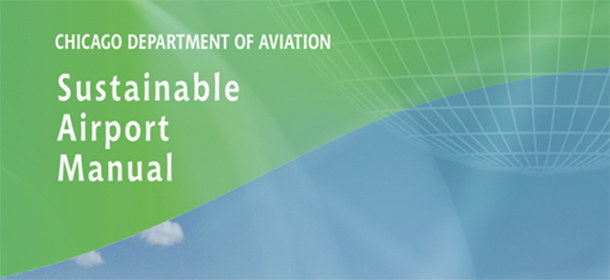 CHICAGO DEPARTMENT OF AVIATION
Sustainable
Airport
Manual